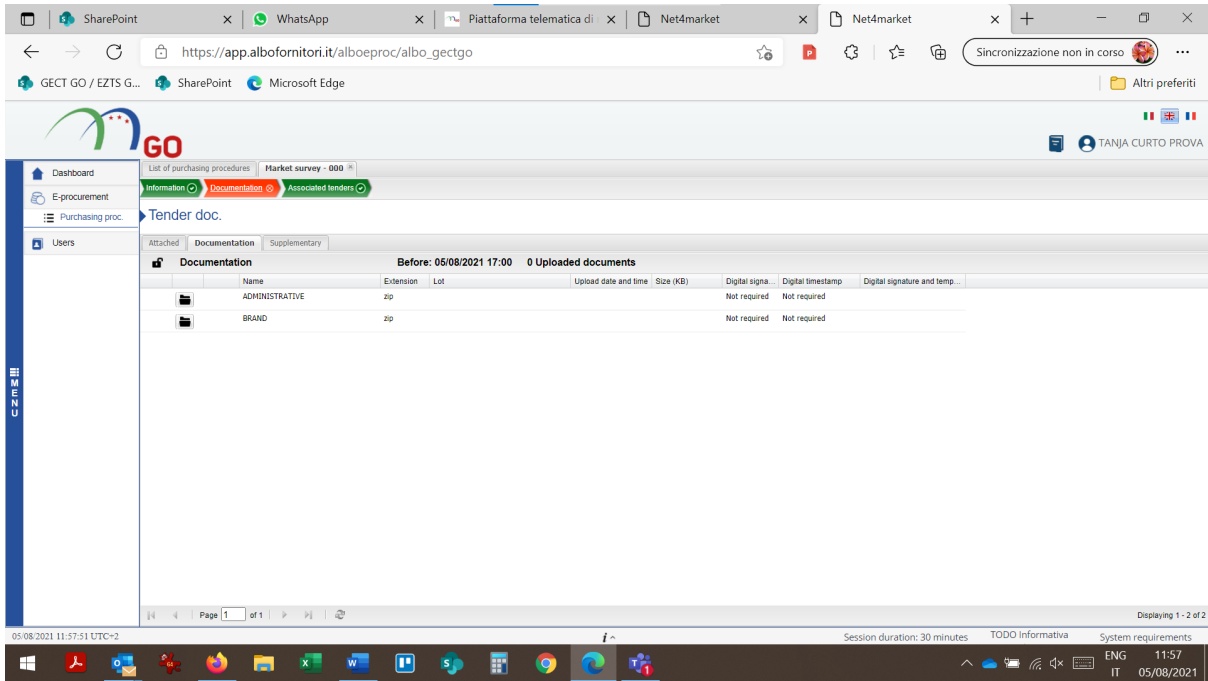 SharePoint
WhatsApp
Piattaforma telematica di
Net4market
Net4market
https://app.albofornitori.it/alboeproc/albo_gectgo
Sincronizzazione non in corso
GECT GO / EZTS G...
SharePoint
Microsoft Edge
Altri preferiti
GO
TANJA CURTO PROVA
Dashboard
E-procurement
Purchasing proc.
Users
MENU
List of purchasing procedures
Market survey - 000
Information
Documentation
Associated tenders
Tender doc.
Attached
Documentation
Supplementary
Documentation Before: 05/08/2021 17:00 0 Uploaded documents
Name Extension Lot Upload date and time Size (KB) Digital signa... Digital timestamp Digital signature and temp...
ADMINISTRATIVE zip Not required Not required
BRAND zip Not required Not required
Page 1 of 1
Displaying 1 - 2 of 2
05/08/2021 11:57:51 UTC+2
i
Session duration: 30 minutes
TODO Informativa
System requirements
ENG
IT
11:57
05/08/2021